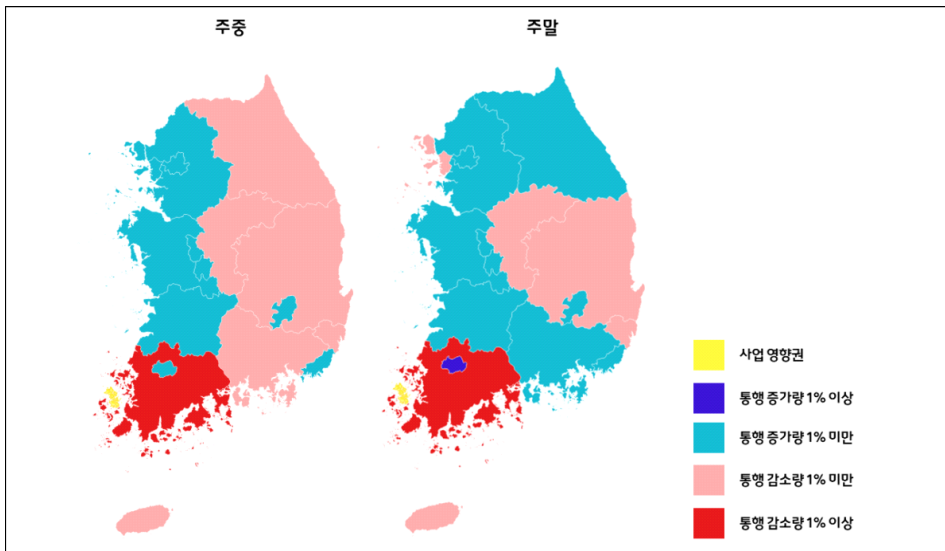 주중
주말
사업 영향권
통행 증가량 1% 이상
통행 증가량 1% 미만
통행 감소량 1% 미만
통행 감소량 1% 이상